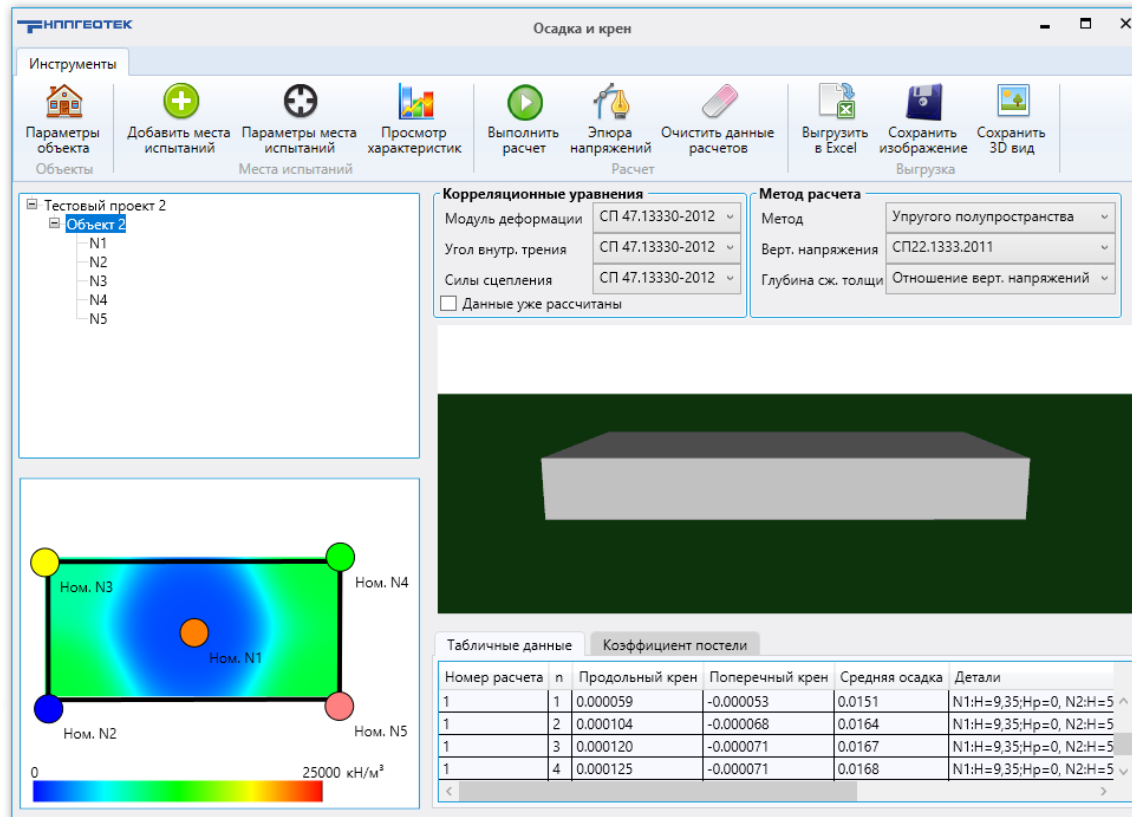 НППГЕОТЕК
Осадка и крен
Инструменты
Параметры объекта
Добавить места испытаний
Параметры места испытаний
Просмотр характеристик
Выполнить расчет
Эпюра напряжений
Очистить данные расчетов
Выгрузить в Excel
Сохранить изображение
Сохранить 3D вид
Объекты
Места испытаний
Расчет
Выгрузка
Тестовый проект 2
Объект 2
N1
N2
N3
N4
N5
Корреляционные уравнения
Модуль деформации СП 47.13330-2012
Угол внутр. трения СП 47.13330-2012
Силы сцепления СП 47.13330-2012
Данные уже рассчитаны
Метод расчета
Метод Упругого полупространства
Верт. напряжения СП22.1333.2011
Глубина сж. толщи Отношение верт. напряжений
Ном. N3
Ном. N4
Ном. N1
Ном. N2
Ном. N5
0 25000 кН/м³
Табличные данные
Коэффициент постели
Номер расчета n Продольный крен Поперечный крен Средняя осадка Детали
1 1 0.000059 -0.000053 0.0151 N1:H=9,35;Hp=0, N2:H=5
1 2 0.000104 -0.000068 0.0164 N1:H=9,35;Hp=0, N2:H=5
1 3 0.000120 -0.000071 0.0167 N1:H=9,35;Hp=0, N2:H=5
1 4 0.000125 -0.000071 0.0168 N1:H=9,35;Hp=0, N2:H=5